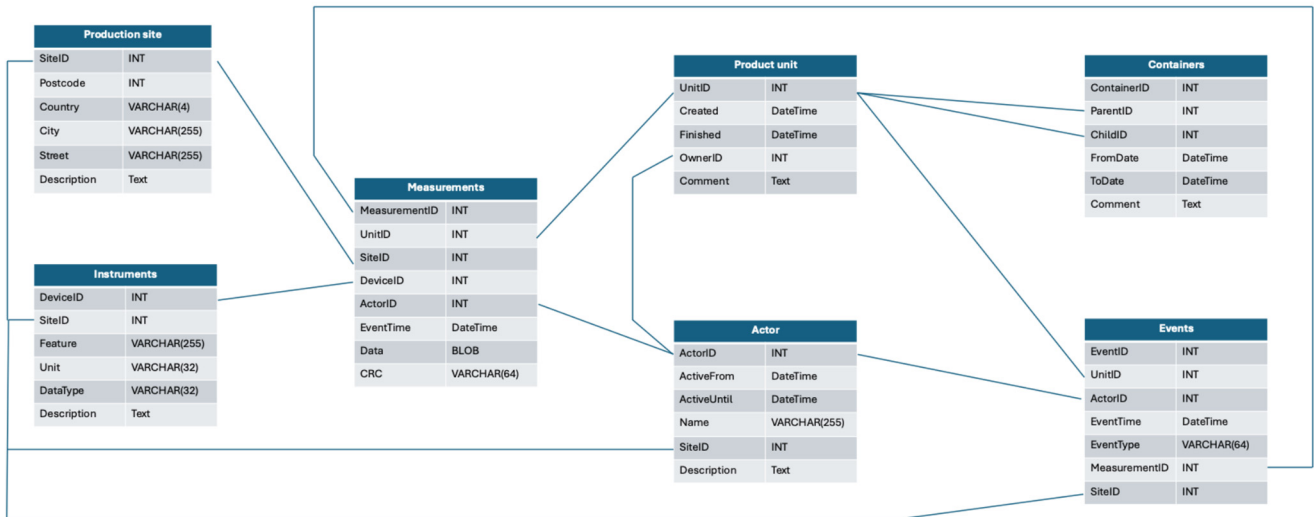 Production site
SiteID INT
Postcode INT
Country VARCHAR(4)
City VARCHAR(255)
Street VARCHAR(255)
Description Text
Instruments
DeviceID INT
SiteID INT
Feature VARCHAR(255)
Unit VARCHAR(32)
DataType VARCHAR(32)
Description Text
Measurements
MeasurementID INT
UnitID INT
SiteID INT
DeviceID INT
ActorID INT
EventTime DateTime
Data BLOB
CRC VARCHAR(64)
Product unit
UnitID INT
Created DateTime
Finished DateTime
OwnerID INT
Comment Text
Actor
ActorID INT
ActiveFrom DateTime
ActiveUntil DateTime
Name VARCHAR(255)
SiteID INT
Description Text
Containers
ContainerID INT
ParentID INT
ChildID INT
FromDate DateTime
ToDate DateTime
Comment Text
Events
EventID INT
UnitID INT
ActorID INT
EventTime DateTime
EventType VARCHAR(64)
MeasurementID INT
SiteID INT